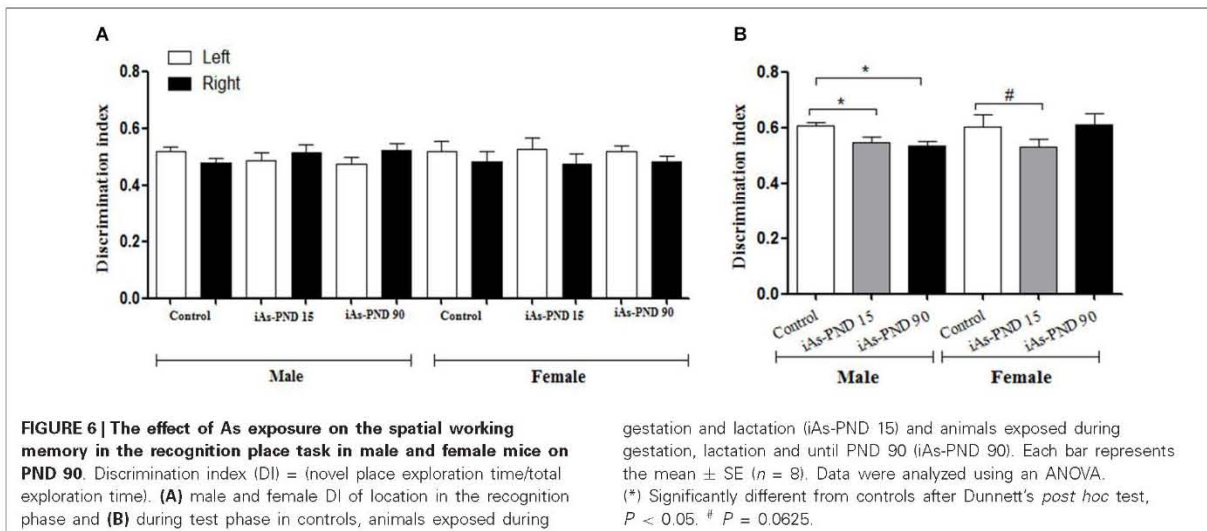 A
Left
Right
Discrimination index
0.8
0.6
0.4
0.2
0.0
Control
iAs-PND 15
iAs-PND 90
Control
iAs-PND 15
iAs-PND 90
Male
Female
B
Discrimination index
0.8
0.6
0.4
0.2
0.0
*
*
#
Control
iAs-PND 15
iAs-PND 90
Control
iAs-PND 15
iAs-PND 90
Male
Female
FIGURE 6 | The effect of As exposure on the spatial working
memory in the recognition place task in male and female mice on
PND 90. Discrimination index (DI) = (novel place exploration time/total
exploration time). (A) male and female DI of location in the recognition
phase and (B) during test phase in controls, animals exposed during
gestation and lactation (iAs-PND 15) and animals exposed during
gestation, lactation and until PND 90 (iAs-PND 90). Each bar represents
the mean ± SE (n = 8). Data were analyzed using an ANOVA.
(*) Significantly different from controls after Dunnett's post hoc test,
P < 0.05. # P = 0.0625.